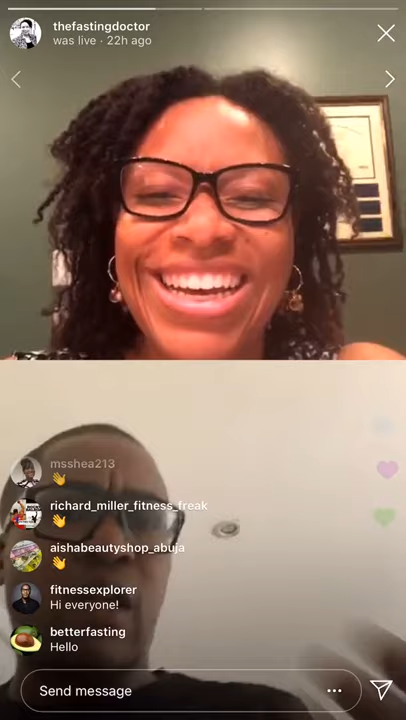 thefastingdoctor
was live · 22h ago
msshea213
👋
richard_miller_fitness_freak
👋
aishabeautyshop_abuja
👋
fitnessexplorer
Hi everyone!
betterfasting
Hello
Send message